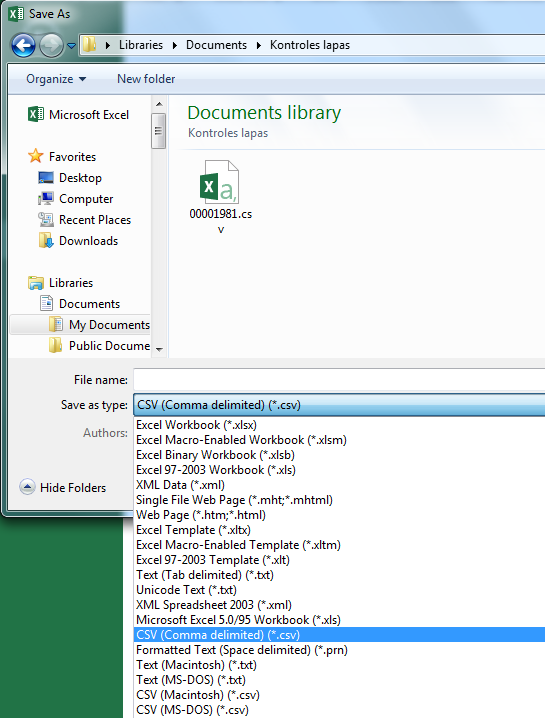 Save As
Libraries Documents Kontroles lapas
Organize New folder
Microsoft Excel
Favorites
Desktop
Computer
Recent Places
Downloads
Libraries
Documents
My Documents
Public Docume
Documents library
Kontroles lapas
00001981.cs
v
File name:
Save as type: CSV (Comma delimited) (*.csv)
Authors:
Hide Folders
Excel Workbook (*.xlsx)
Excel Macro-Enabled Workbook (*.xlsm)
Excel Binary Workbook (*.xlsb)
Excel 97-2003 Workbook (*.xls)
XML Data (*.xml)
Single File Web Page (*.mht;*.mhtml)
Web Page (*.htm;*.html)
Excel Template (*.xltx)
Excel Macro-Enabled Template (*.xltm)
Excel 97-2003 Template (*.xlt)
Text (Tab delimited) (*.txt)
Unicode Text (*.txt)
XML Spreadsheet 2003 (*.xml)
Microsoft Excel 5.0/95 Workbook (*.xls)
CSV (Comma delimited) (*.csv)
Formatted Text (Space delimited) (*.prn)
Text (Macintosh) (*.txt)
Text (MS-DOS) (*.txt)
CSV (Macintosh) (*.csv)
CSV (MS-DOS) (*.csv)